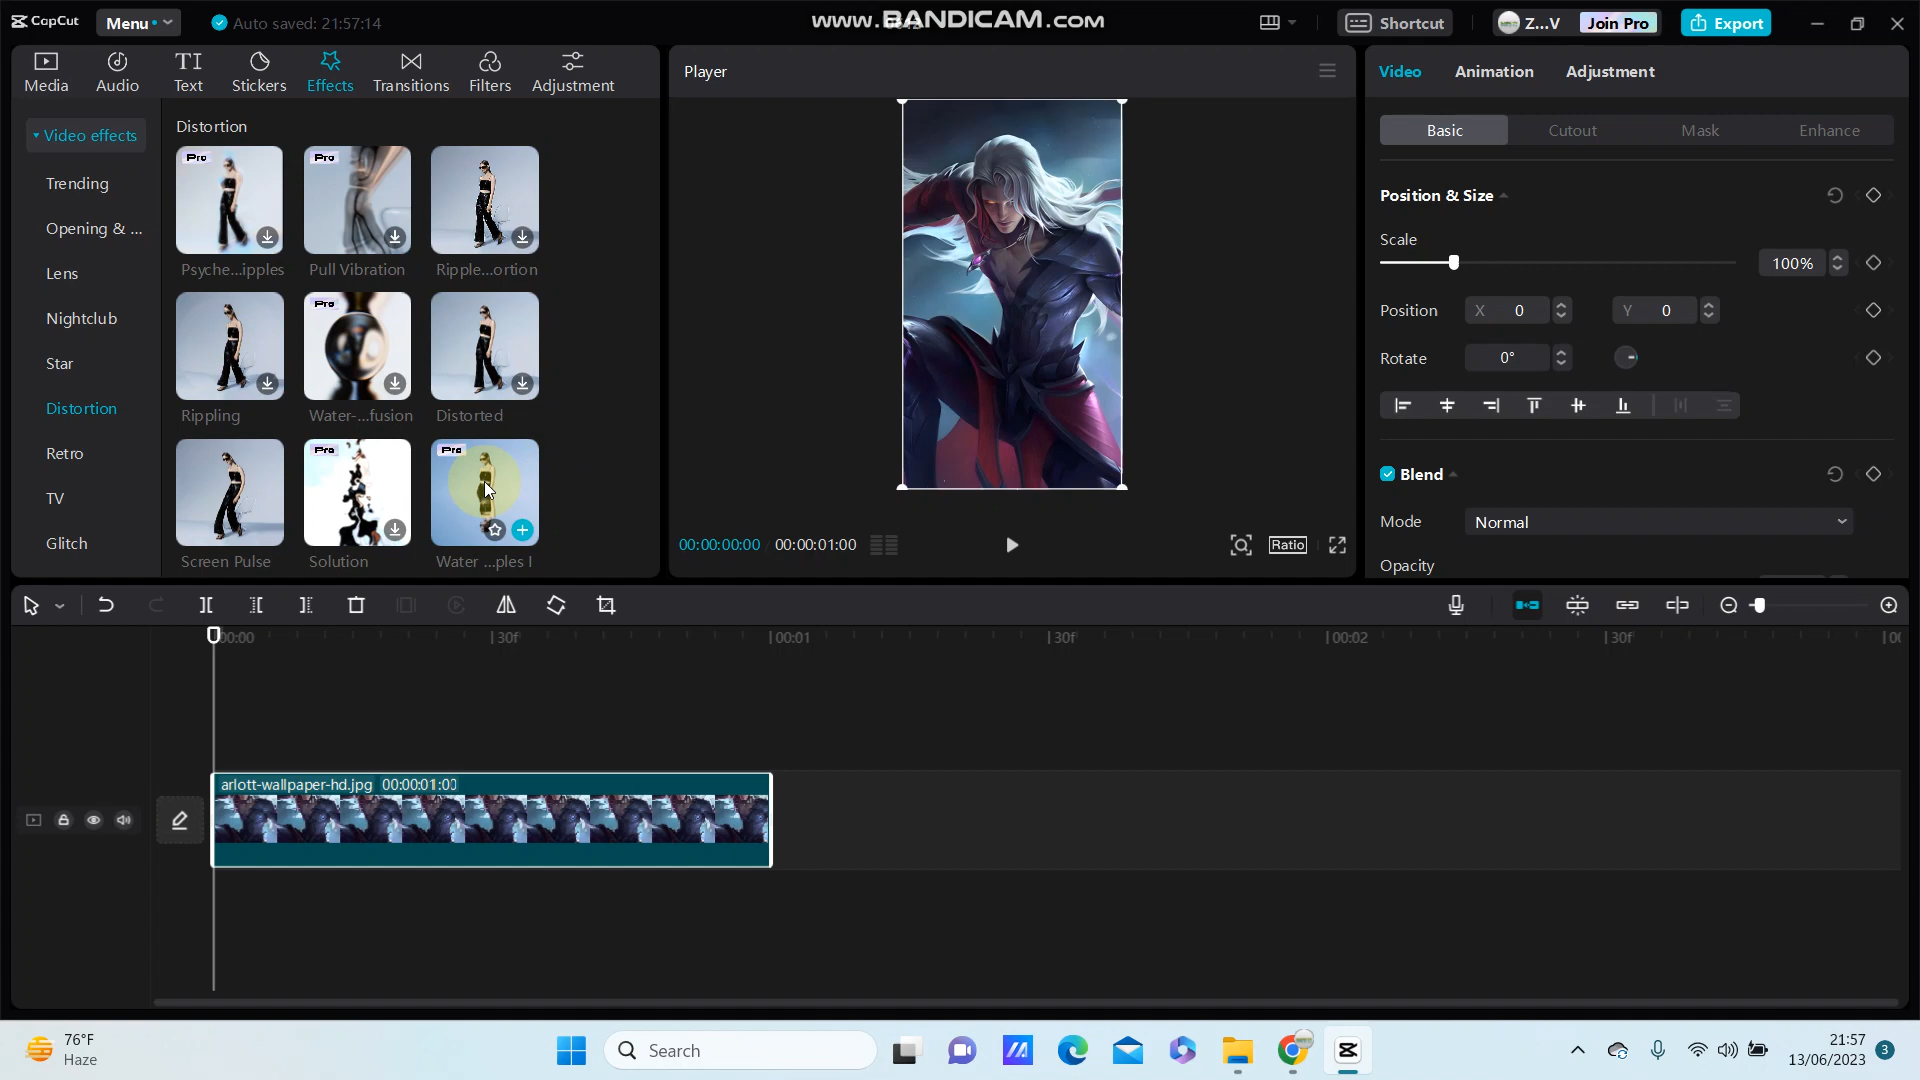 CapCut
Menu
Auto saved: 21:57:14
www.BANDICAM.com
Shortcut
Z...V
Join Pro
Export
Media
Audio
TI
Text
Stickers
Effects
Transitions
Filters
Adjustment
Player
Video
Animation
Adjustment
Video effects
Trending
Opening & ...
Lens
Nightclub
Star
Distortion
Retro
TV
Glitch
Distortion
Pro
Psyche...ipples
Pro
Pull Vibration
Ripple...ortion
Rippling
Pro
Water-...fusion
Distorted
Screen Pulse
Pro
Solution
Pro
Water ...ples I
00:00:00:00
00:00:01:00
Ratio
Basic
Cutout
Mask
Enhance
Position & Size
Scale
100%
Position
X 0
Y 0
Rotate
0°
Blend
Mode
Normal
Opacity
00:00
30f
00:01
30f
00:02
30f
arlott-wallpaper-hd.jpg 00:00:01:00
76°F
Haze
Search
21:57
13/06/2023
3